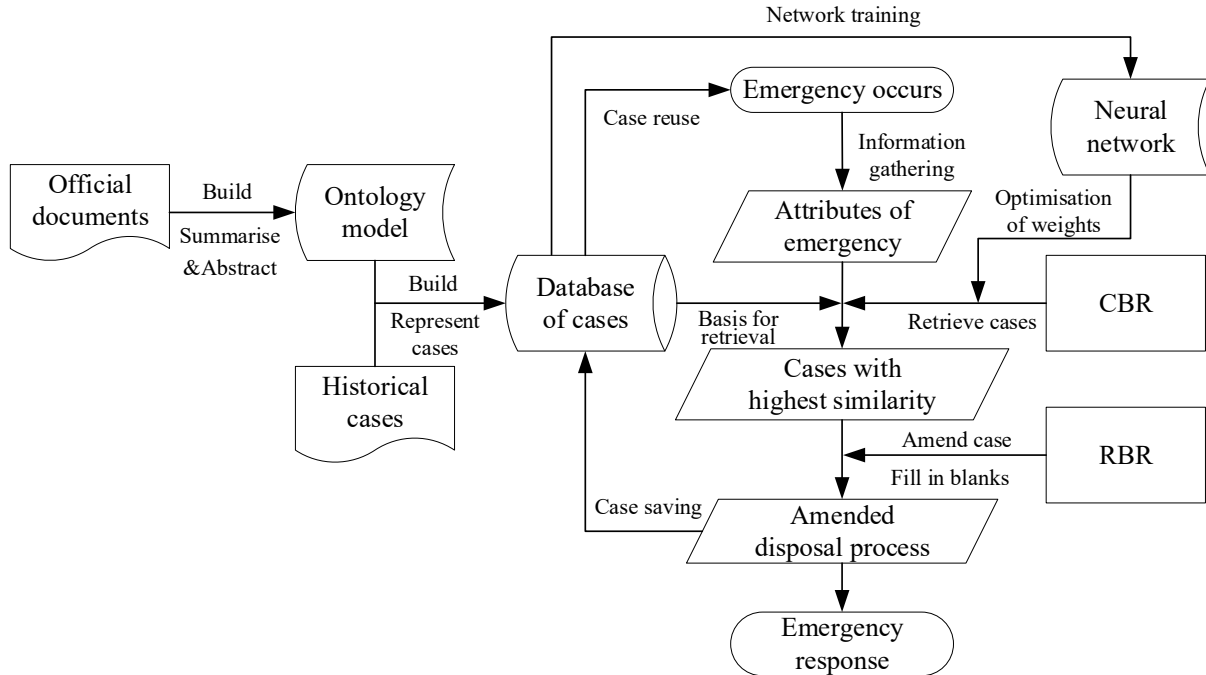 Network training
Emergency occurs
Case reuse
Neural
network
Information
gathering
Official
documents
Build
Summarise
&Abstract
Ontology
model
Attributes of
emergency
Optimisation
of weights
Build
Represent
cases
Database
of cases
Basis for
retrieval
Retrieve cases
CBR
Historical
cases
Cases with
highest similarity
Amend case
Fill in blanks
RBR
Case saving
Amended
disposal process
Emergency
response